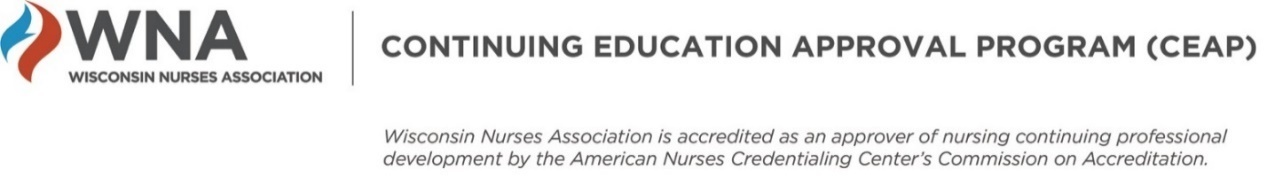 WNA
WISCONSIN NURSES ASSOCIATION
CONTINUING EDUCATION APPROVAL PROGRAM (CEAP)
Wisconsin Nurses Association is accredited as an approver of nursing continuing professional
development by the American Nurses Credentialing Center’s Commission on Accreditation.